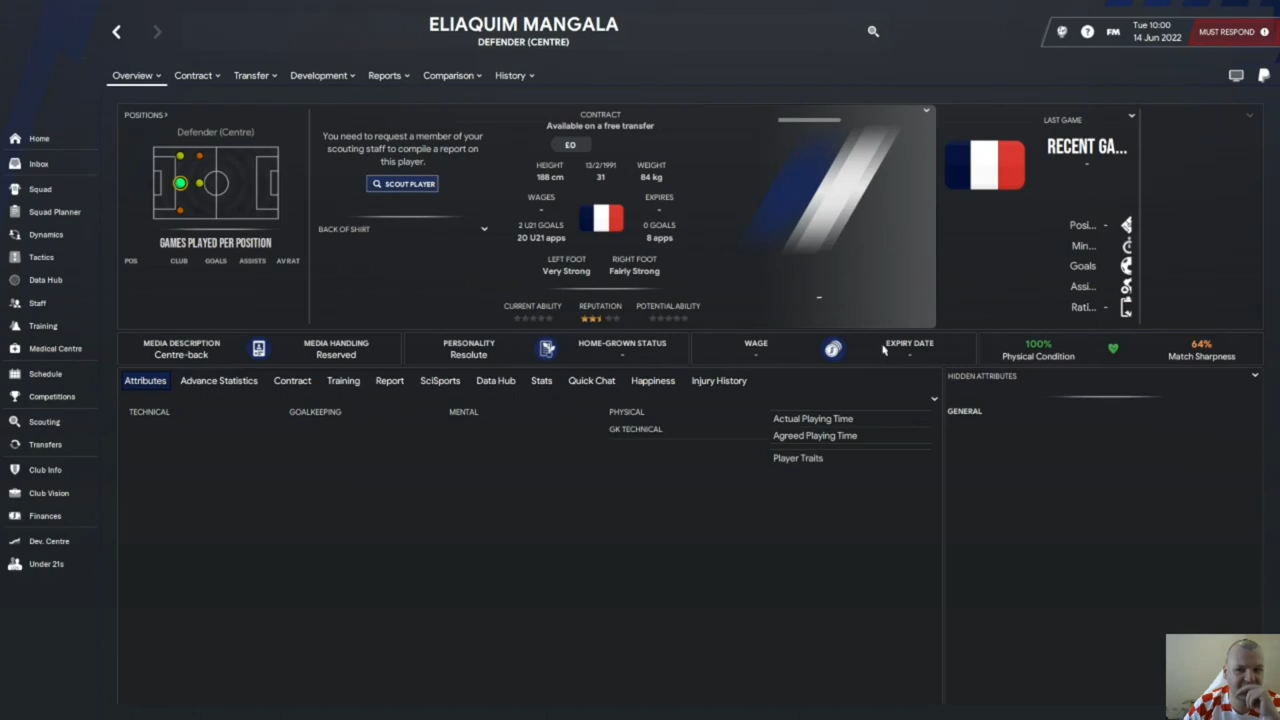 ELIAQUIM MANGALA
DEFENDER (CENTRE)
FM
Tue 10:00
14 Jun 2022
MUST RESPOND
Overview
Contract
Transfer
Development
Reports
Comparison
History
Home
Inbox
Squad
Squad Planner
Dynamics
Tactics
Data Hub
Staff
Training
Medical Centre
Schedule
Competitions
Scouting
Transfers
Club Info
Club Vision
Finances
Dev. Centre
Under 21s
POSITIONS>
Defender (Centre)
GAMES PLAYED PER POSITION
POS CLUB GOALS ASSISTS AV RAT
You need to request a member of your
scouting staff to compile a report on
this player.
SCOUT PLAYER
BACK OF SHIRT
CONTRACT
Available on a free transfer
£0
HEIGHT 13/2/1991 WEIGHT
188 cm 31 84 kg
WAGES EXPIRES
- -
2 U21 GOALS 0 GOALS
20 U21 apps 8 apps
LEFT FOOT RIGHT FOOT
Very Strong Fairly Strong
CURRENT ABILITY REPUTATION POTENTIAL ABILITY
-
LAST GAME
RECENT GA...
-
Posi... -
Min...
Goals
Assi...
Rati... -
MEDIA DESCRIPTION
Centre-back
MEDIA HANDLING
Reserved
PERSONALITY
Resolute
HOME-GROWN STATUS
-
WAGE
-
EXPIRY DATE
-
100%
Physical Condition
64%
Match Sharpness
Attributes
Advance Statistics
Contract
Training
Report
SciSports
Data Hub
Stats
Quick Chat
Happiness
Injury History
TECHNICAL
GOALKEEPING
MENTAL
PHYSICAL
GK TECHNICAL
Actual Playing Time
Agreed Playing Time
Player Traits
HIDDEN ATTRIBUTES
GENERAL